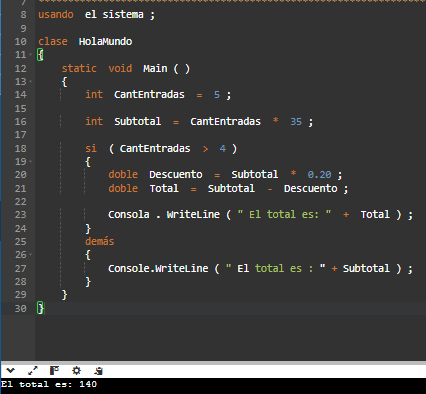 7
8 usando el sistema ;
9
10 clase HolaMundo
11 {
12 static void Main ( )
13 {
14 int CantEntradas = 5 ;
15
16 int Subtotal = CantEntradas * 35 ;
17
18 si ( CantEntradas > 4 )
19 {
20 doble Descuento = Subtotal * 0.20 ;
21 doble Total = Subtotal - Descuento ;
22
23 Consola . WriteLine ( " El total es: " + Total ) ;
24 }
25 demás
26 {
27 Console.WriteLine ( " El total es : " + Subtotal ) ;
28 }
29 }
30 }
El total es: 140